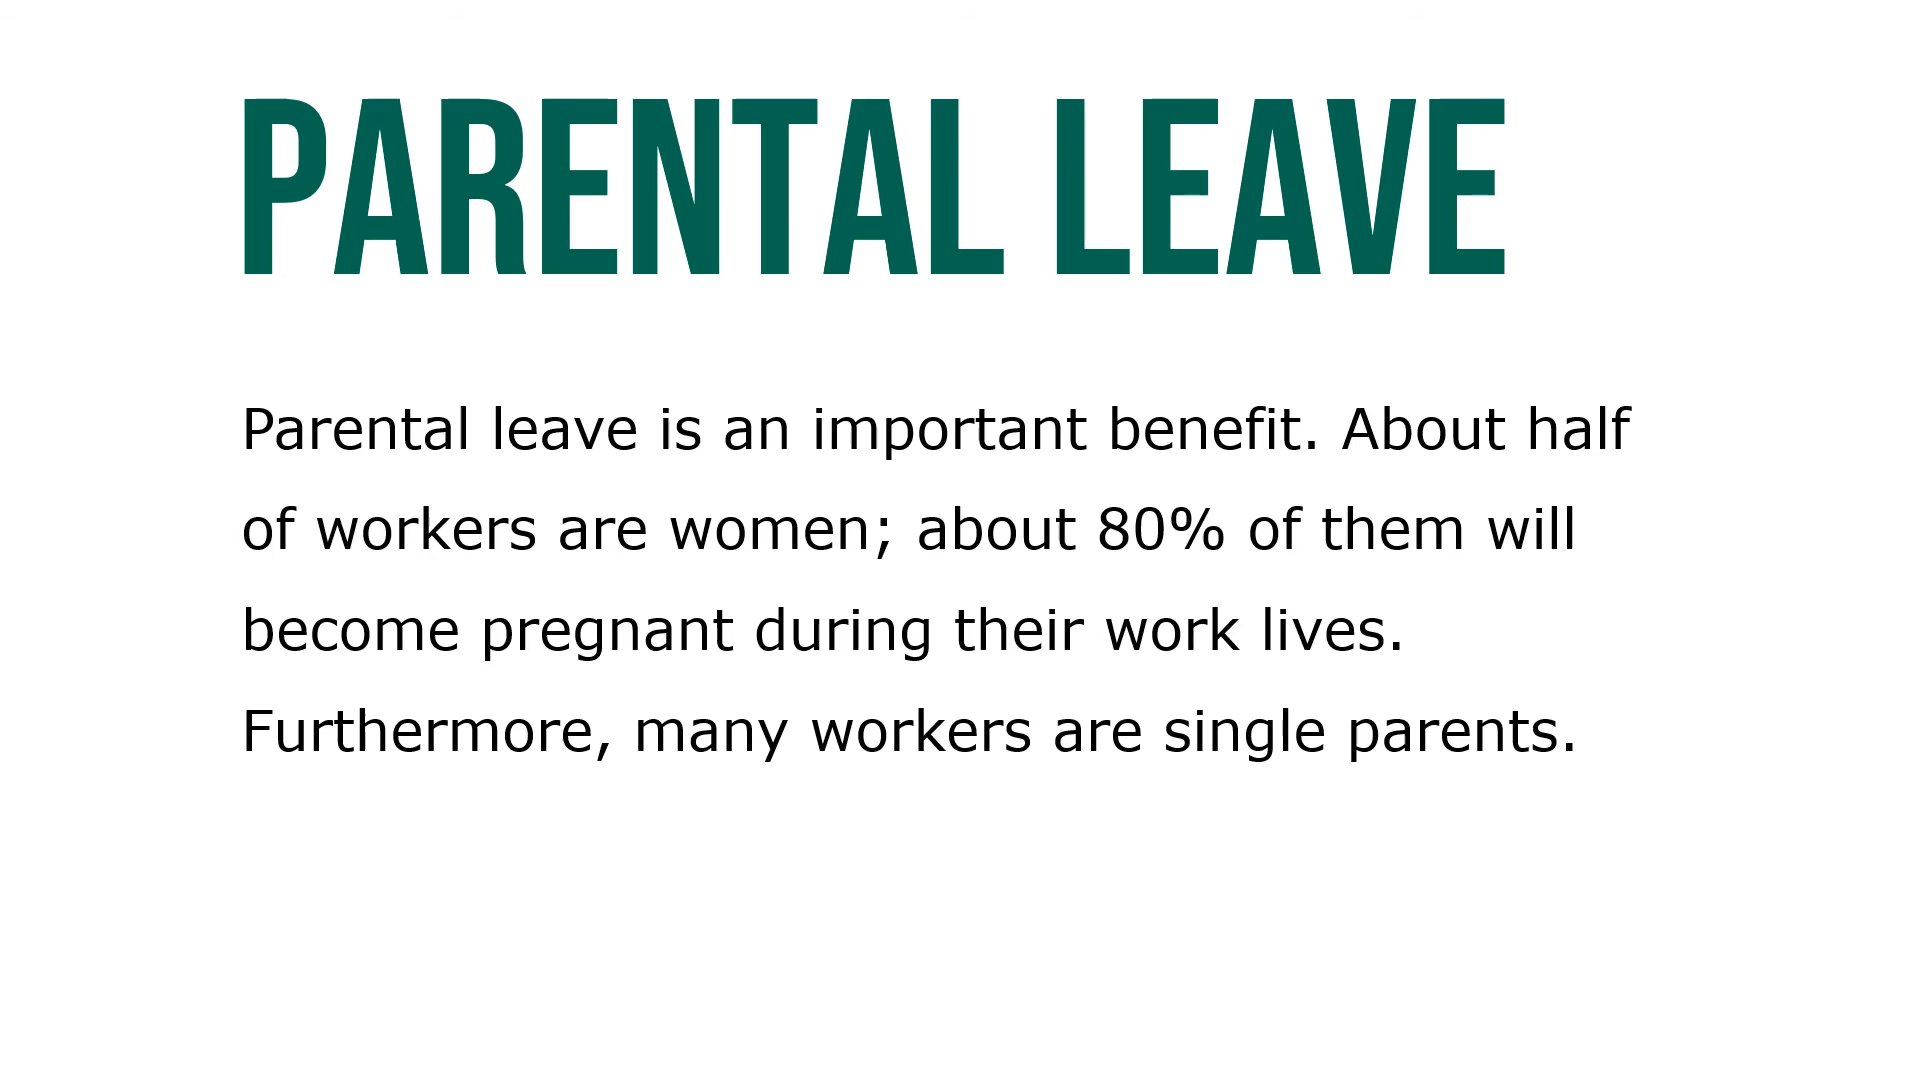 PARENTAL LEAVE
Parental leave is an important benefit. About half
of workers are women; about 80% of them will
become pregnant during their work lives.
Furthermore, many workers are single parents.